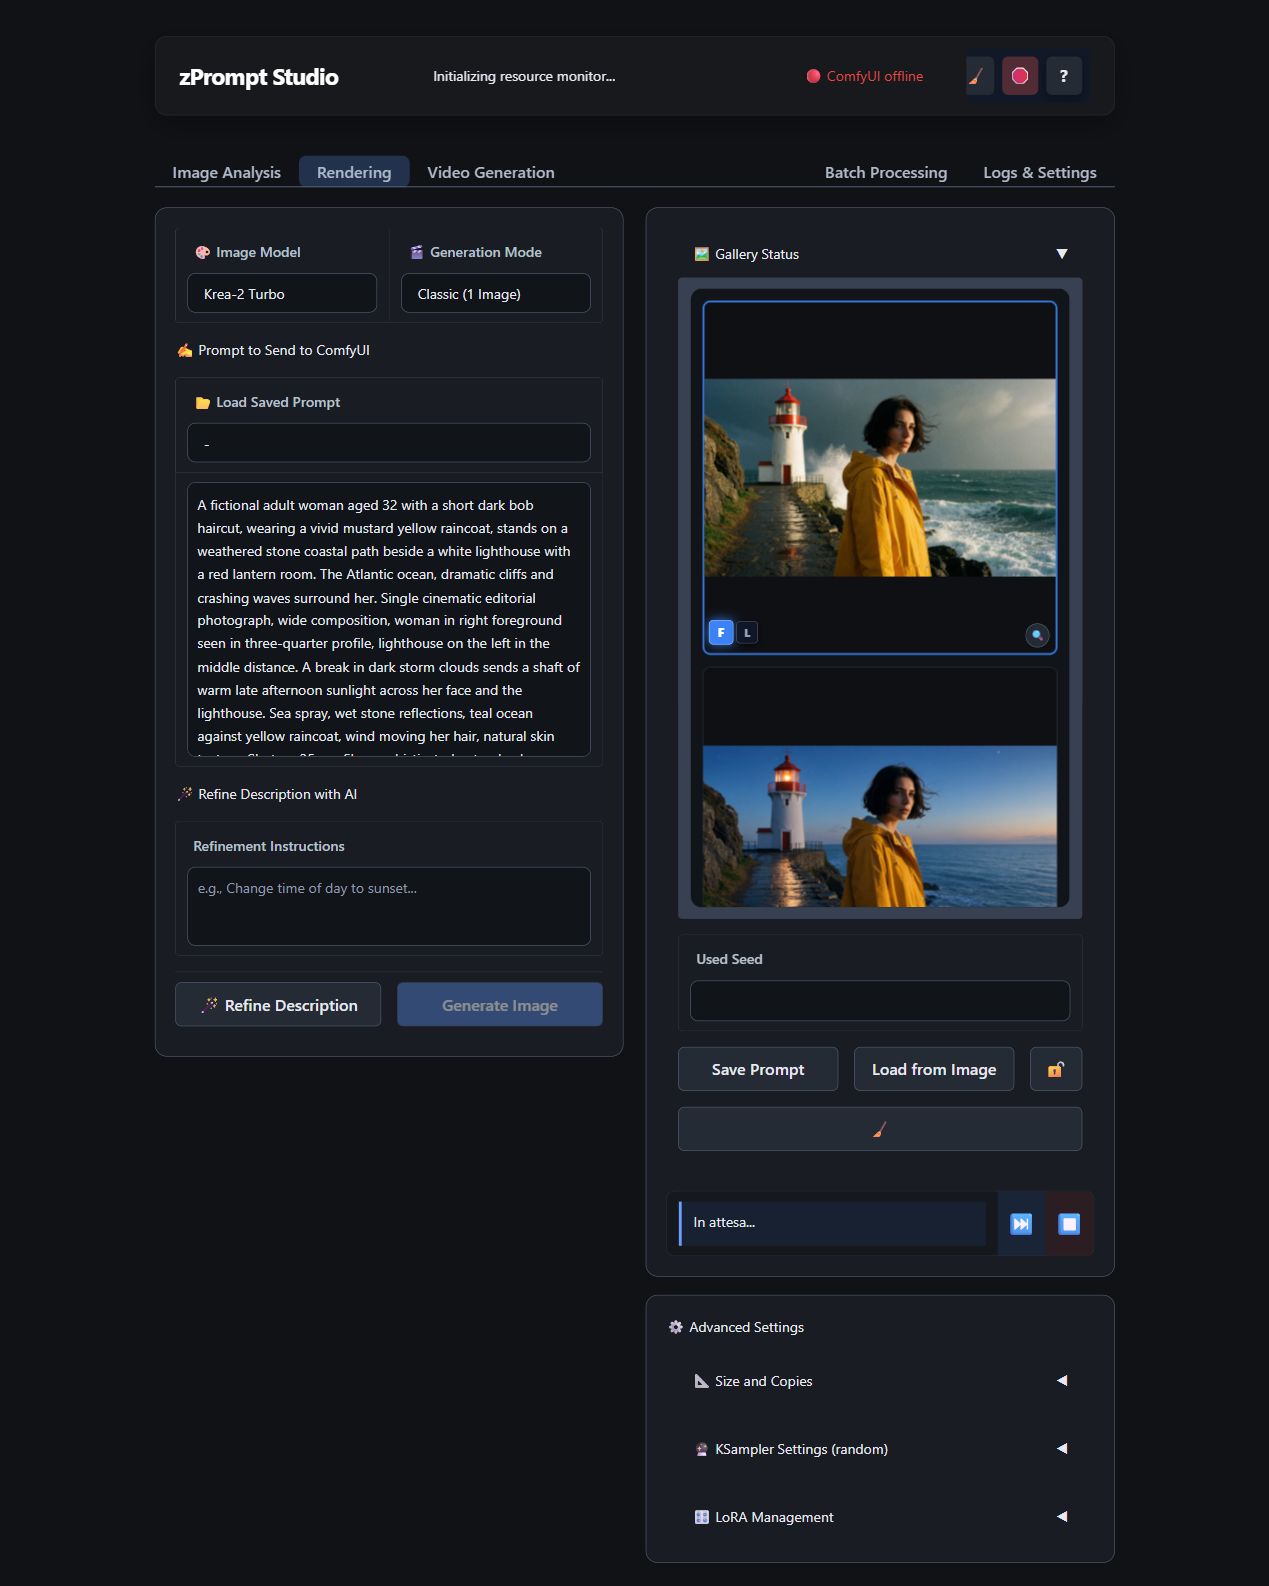 zPrompt Studio
Initializing resource monitor...
ComfyUI offline
?
Image Analysis
Rendering
Video Generation
Batch Processing
Logs & Settings
Image Model
Generation Mode
Krea-2 Turbo
Classic (1 Image)
Prompt to Send to ComfyUI
Load Saved Prompt
-
A fictional adult woman aged 32 with a short dark bob
haircut, wearing a vivid mustard yellow raincoat, stands on a
weathered stone coastal path beside a white lighthouse with
a red lantern room. The Atlantic ocean, dramatic cliffs and
crashing waves surround her. Single cinematic editorial
photograph, wide composition, woman in right foreground
seen in three-quarter profile, lighthouse on the left in the
middle distance. A break in dark storm clouds sends a shaft of
warm late afternoon sunlight across her face and the
lighthouse. Sea spray, wet stone reflections, teal ocean
against yellow raincoat, wind moving her hair, natural skin
Refine Description with AI
Refinement Instructions
e.g., Change time of day to sunset...
Refine Description
Generate Image
Gallery Status
F
L
Used Seed
Save Prompt
Load from Image
In attesa...
Advanced Settings
Size and Copies
KSampler Settings (random)
LoRA Management